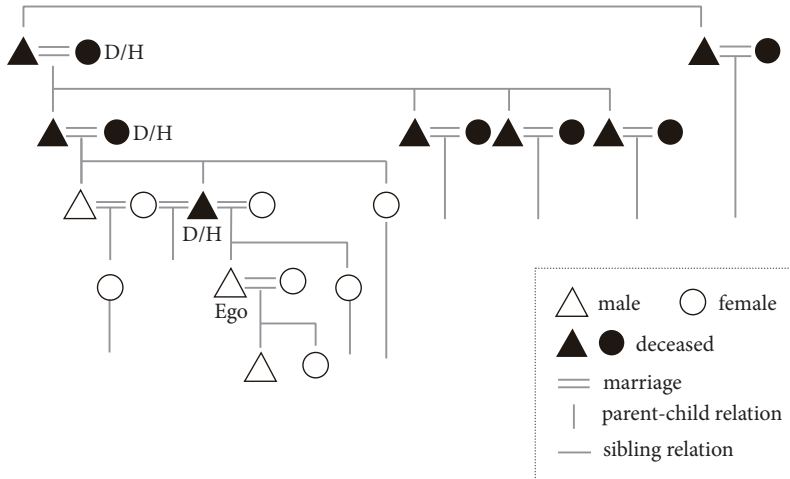 D/H
D/H
D/H
Ego
male
female
deceased
marriage
parent-child relation
sibling relation